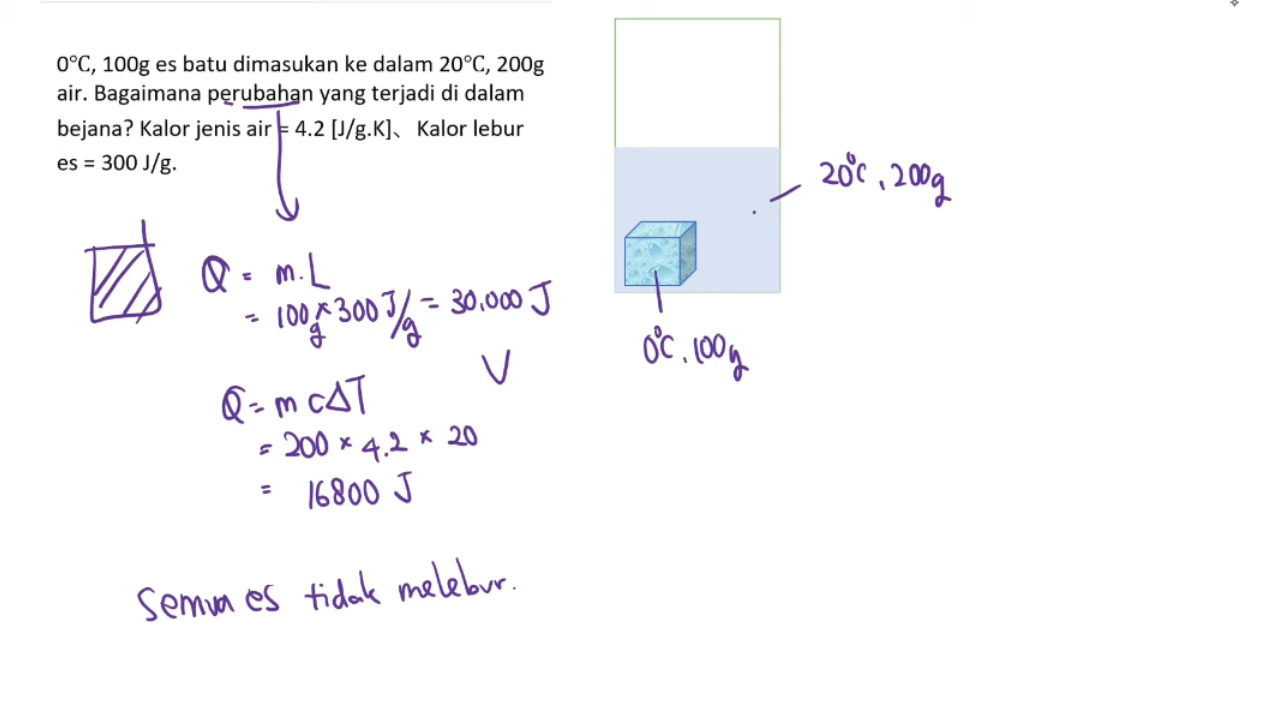 0℃, 100g es batu dimasukan ke dalam 20℃, 200g
air. Bagaimana perubahan yang terjadi di dalam
bejana? Kalor jenis air = 4.2 [J/g.K]、 Kalor lebur
es = 300 J/g.
20°C, 200g
0°C, 100g
Q = m.L
= 100g × 300 J/g = 30.000 J
V
Q = m c ΔT
= 200 × 4.2 × 20
= 16800 J
Semua es tidak melebur.